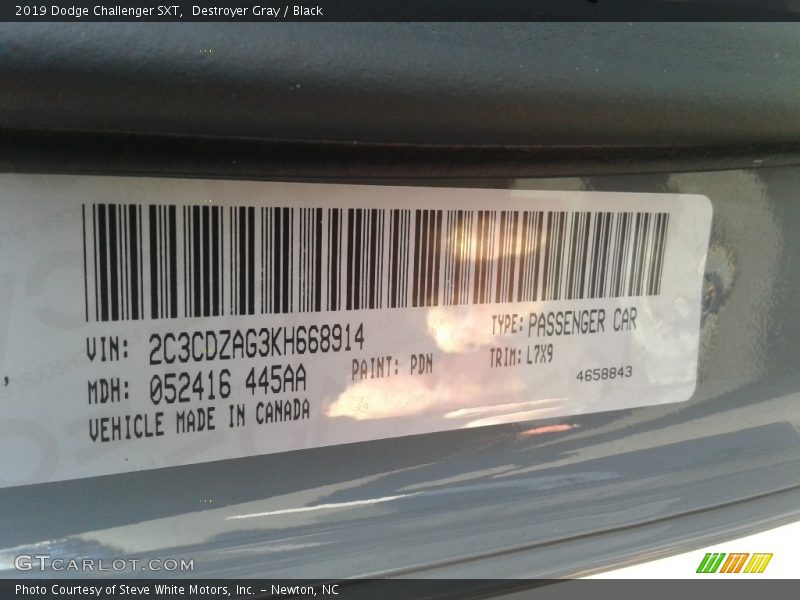 2019 Dodge Challenger SXT, Destroyer Gray / Black
VIN: 2C3CDZAG3KH668914
TYPE: PASSENGER CAR
MDH: 052416 445AA
PAINT: PDN
TRIM: L7X9
VEHICLE MADE IN CANADA
4658843
GTCARLOT.COM
Photo Courtesy of Steve White Motors, Inc. – Newton, NC